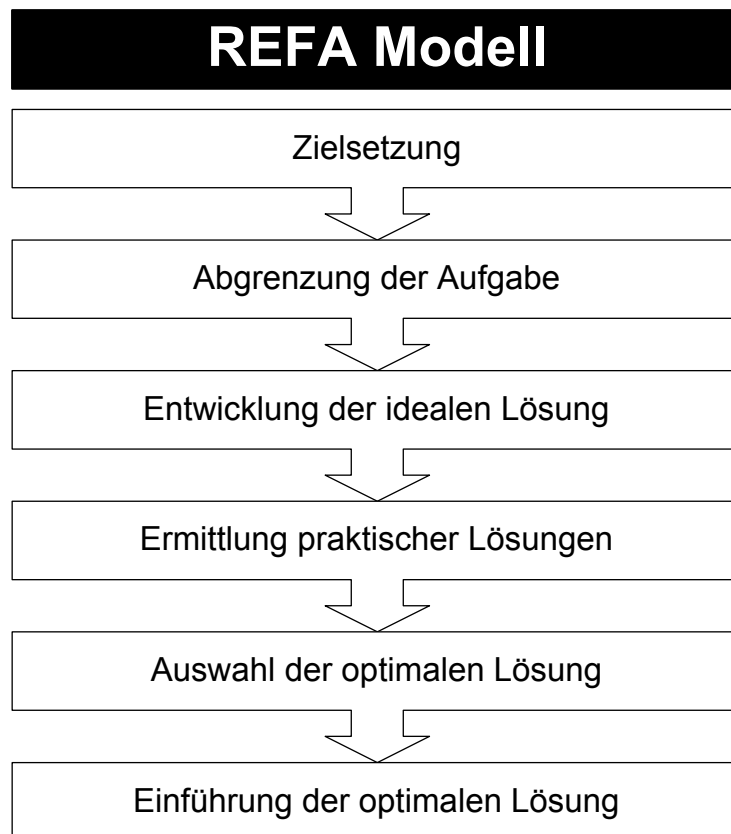 REFA Modell
Zielsetzung
Abgrenzung der Aufgabe
Entwicklung der idealen Lösung
Ermittlung praktischer Lösungen
Auswahl der optimalen Lösung
Einführung der optimalen Lösung